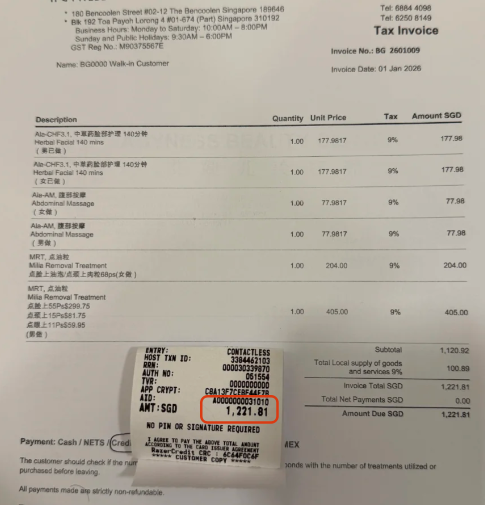 * 180 Bencoolen Street #02-12 The Bencoolen Singapore 189646
* Blk 192 Toa Payoh Lorong 4 #01-674 (Part) Singapore 310192
Business Hours: Monday to Saturday: 10:00AM – 8:00PM
Sunday and Public Holidays: 9:30AM – 6:00PM
GST Reg No.: M90375567E
Tel: 6884 4098
Tel: 6250 8149
Tax Invoice
Invoice No.: BG 2601009
Name: BG0000 Walk-in Customer
Invoice Date: 01 Jan 2026
Description Quantity Unit Price Tax Amount SGD
Ala-CHF3.1, 中草药脸部护理 140分钟
Herbal Facial 140 mins 1.00 177.9817 9% 177.98
(男已做)
Ala-CHF3.1, 中草药脸部护理 140分钟
Herbal Facial 140 mins 1.00 177.9817 9% 177.98
(女已做)
Ala-AM, 腹部按摩
Abdominal Massage 1.00 77.9817 9% 77.98
(女做)
Ala-AM, 腹部按摩
Abdominal Massage 1.00 77.9817 9% 77.98
(男做)
MRT, 点油粒
Milia Removal Treatment 1.00 204.00 9% 204.00
点脸上油泡/点眼上肉粒68ps(女做)
MRT, 点油粒
Milia Removal Treatment
点脸上55Ps$299.75
点眉上15Ps$81.75 1.00 405.00 9% 405.00
点眼上11Ps$59.95
(男做)
Subtotal 1,120.92
Total Local supply of goods
and services 9% 100.89
Invoice Total SGD 1,221.81
Total Net Payments SGD 0.00
Amount Due SGD 1,221.81
ENTRY: CONTACTLESS
HOST TXN ID: 3384462103
RRN: 000030339870
AUTH NO: 051554
TVR: 0000000000
APP CRYPT:
AID: A0000000031010
AMT:SGD 1,221.81
NO PIN OR SIGNATURE REQUIRED
I AGREE TO PAY THE ABOVE TOTAL AMOUNT
ACCORDING TO THE CARD ISSUER AGREEMENT
RazerCredit CRC : 6C64F0C6F
***** CUSTOMER COPY *****
Payment: Cash / NETS / Credi MEX
The customer should check if the num ponds with the number of treatments utilized or
purchased before leaving.
All payments made are strictly non-refundable.